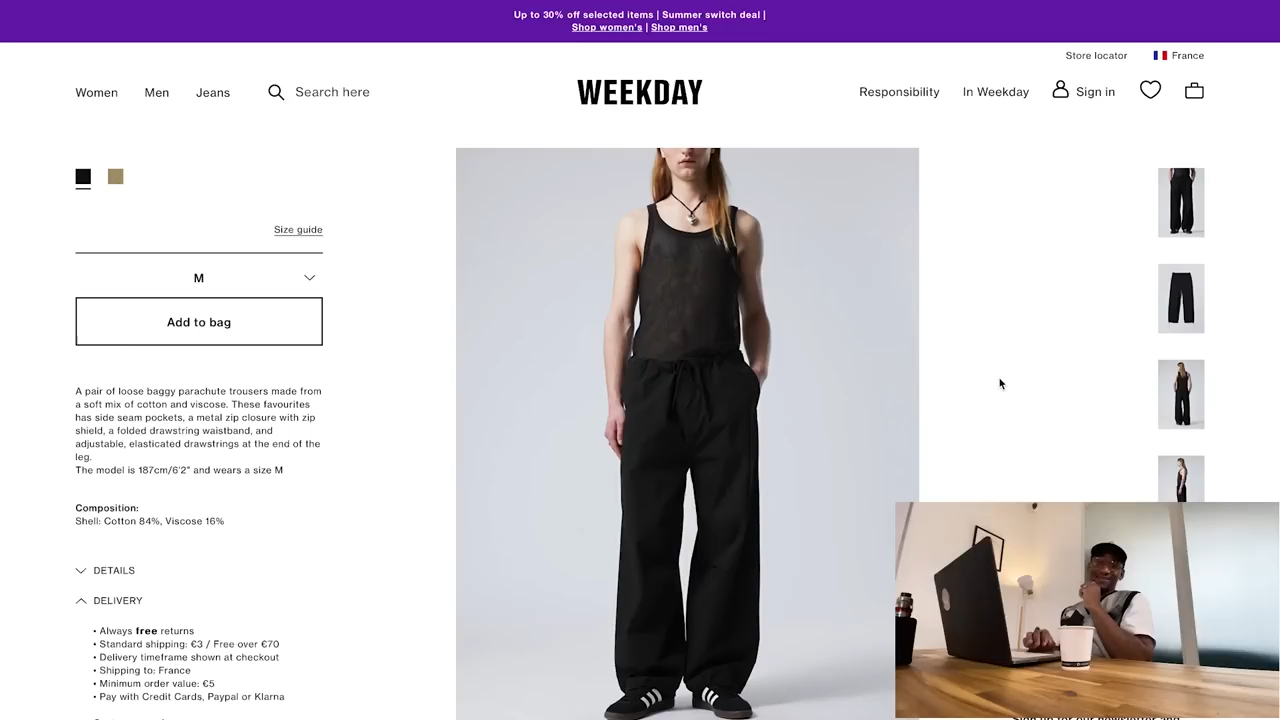 Up to 30% off selected items | Summer switch deal |
Shop women's | Shop men's
Store locator
France
Women
Men
Jeans
Search here
WEEKDAY
Responsibility
In Weekday
Sign in
Size guide
M
Add to bag
A pair of loose baggy parachute trousers made from
a soft mix of cotton and viscose. These favourites
has side seam pockets, a metal zip closure with zip
shield, a folded drawstring waistband, and
adjustable, elasticated drawstrings at the end of the
leg.
The model is 187cm/6'2" and wears a size M
Composition:
Shell: Cotton 84%, Viscose 16%
DETAILS
DELIVERY
• Always free returns
• Standard shipping: €3 / Free over €70
• Delivery timeframe shown at checkout
• Shipping to: France
• Minimum order value: €5
• Pay with Credit Cards, Paypal or Klarna